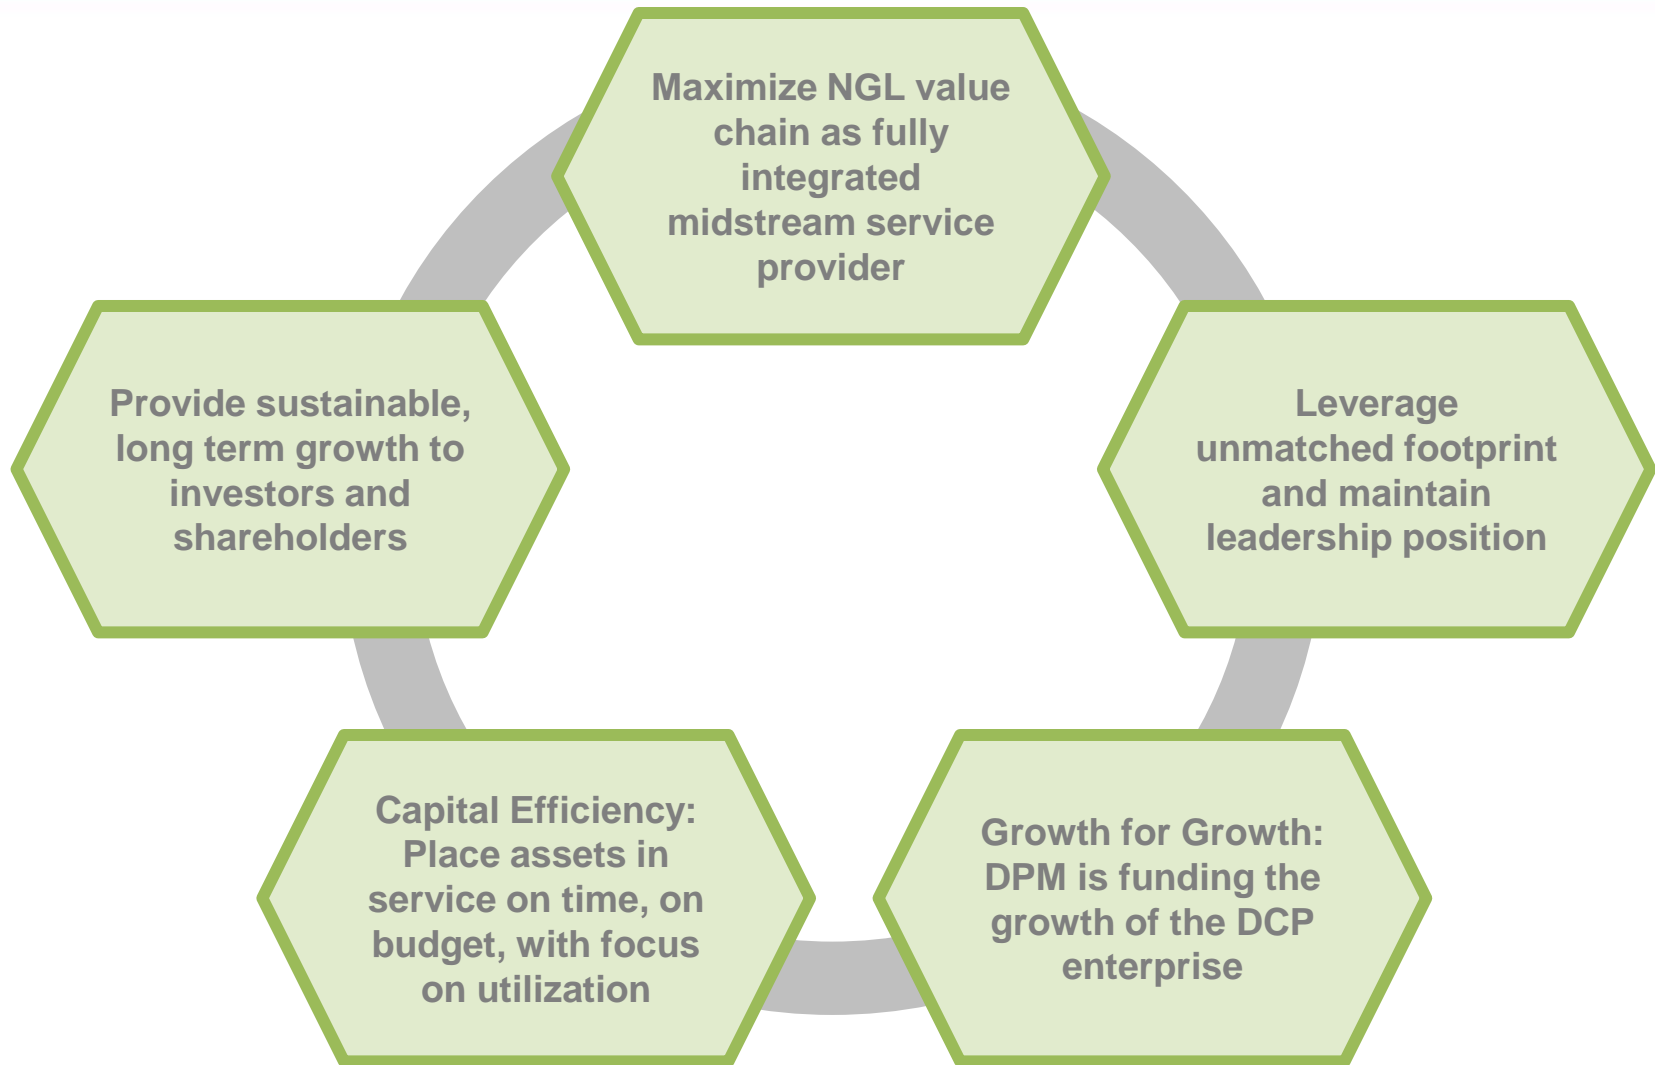 Maximize NGL value
chain as fully
integrated
midstream service
provider
Provide sustainable,
long term growth to
investors and
shareholders
Leverage
unmatched footprint
and maintain
leadership position
Capital Efficiency:
Place assets in
service on time, on
budget, with focus
on utilization
Growth for Growth:
DPM is funding the
growth of the DCP
enterprise